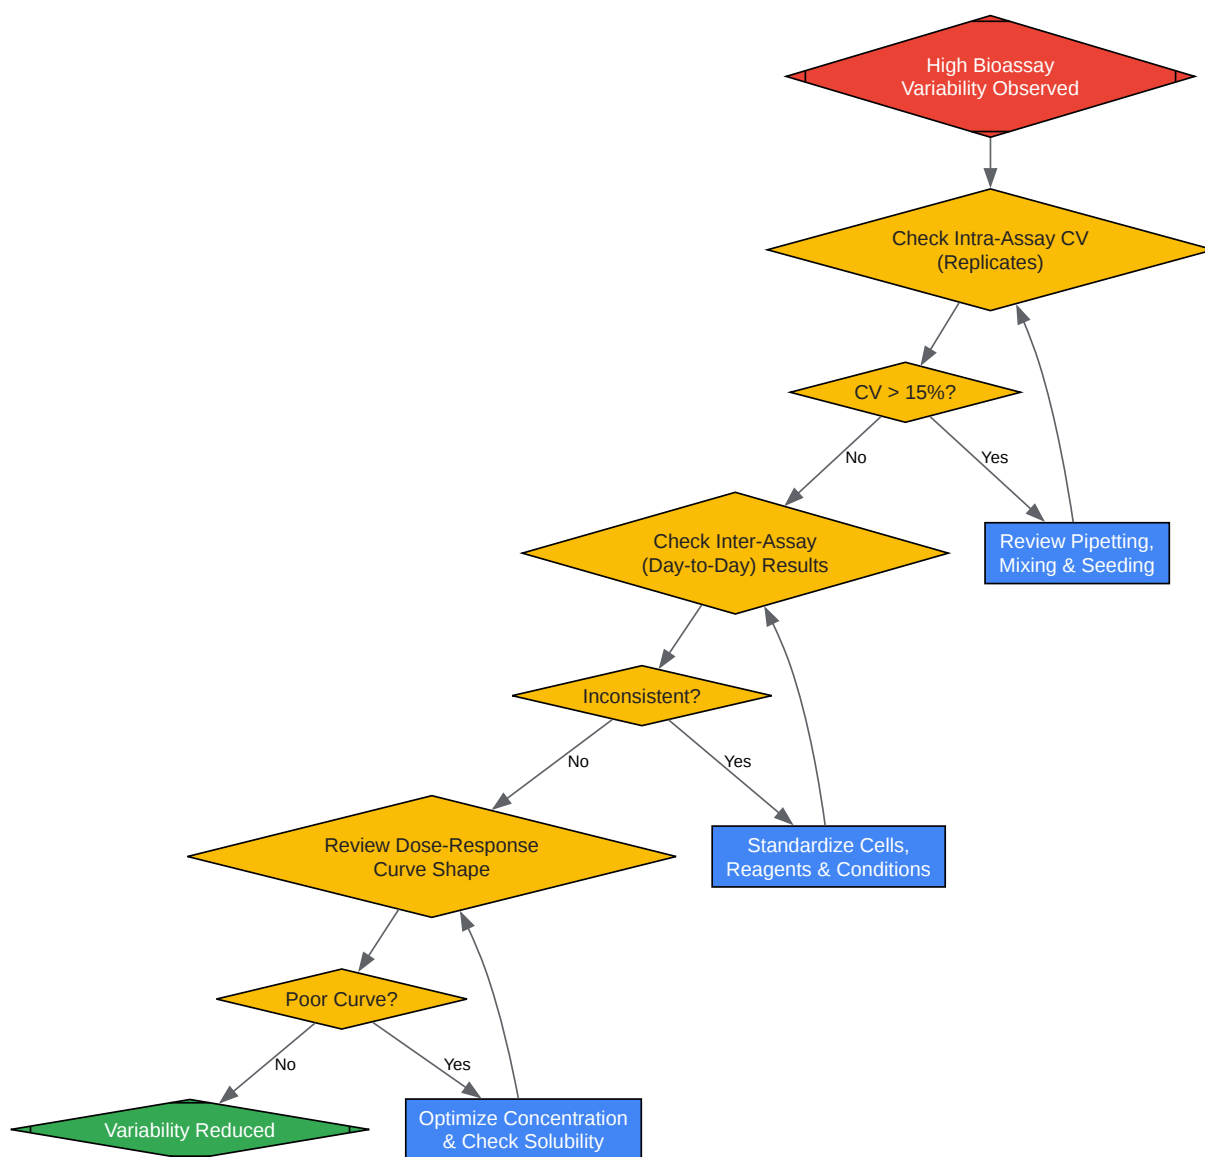 High Bioassay
Variability Observed
Check Intra-Assay CV
(Replicates)
CV > 15%?
No
Yes
Review Pipetting,
Mixing & Seeding
Check Inter-Assay
(Day-to-Day) Results
Inconsistent?
No
Yes
Standardize Cells,
Reagents & Conditions
Review Dose-Response
Curve Shape
Poor Curve?
No
Yes
Variability Reduced
Optimize Concentration
& Check Solubility